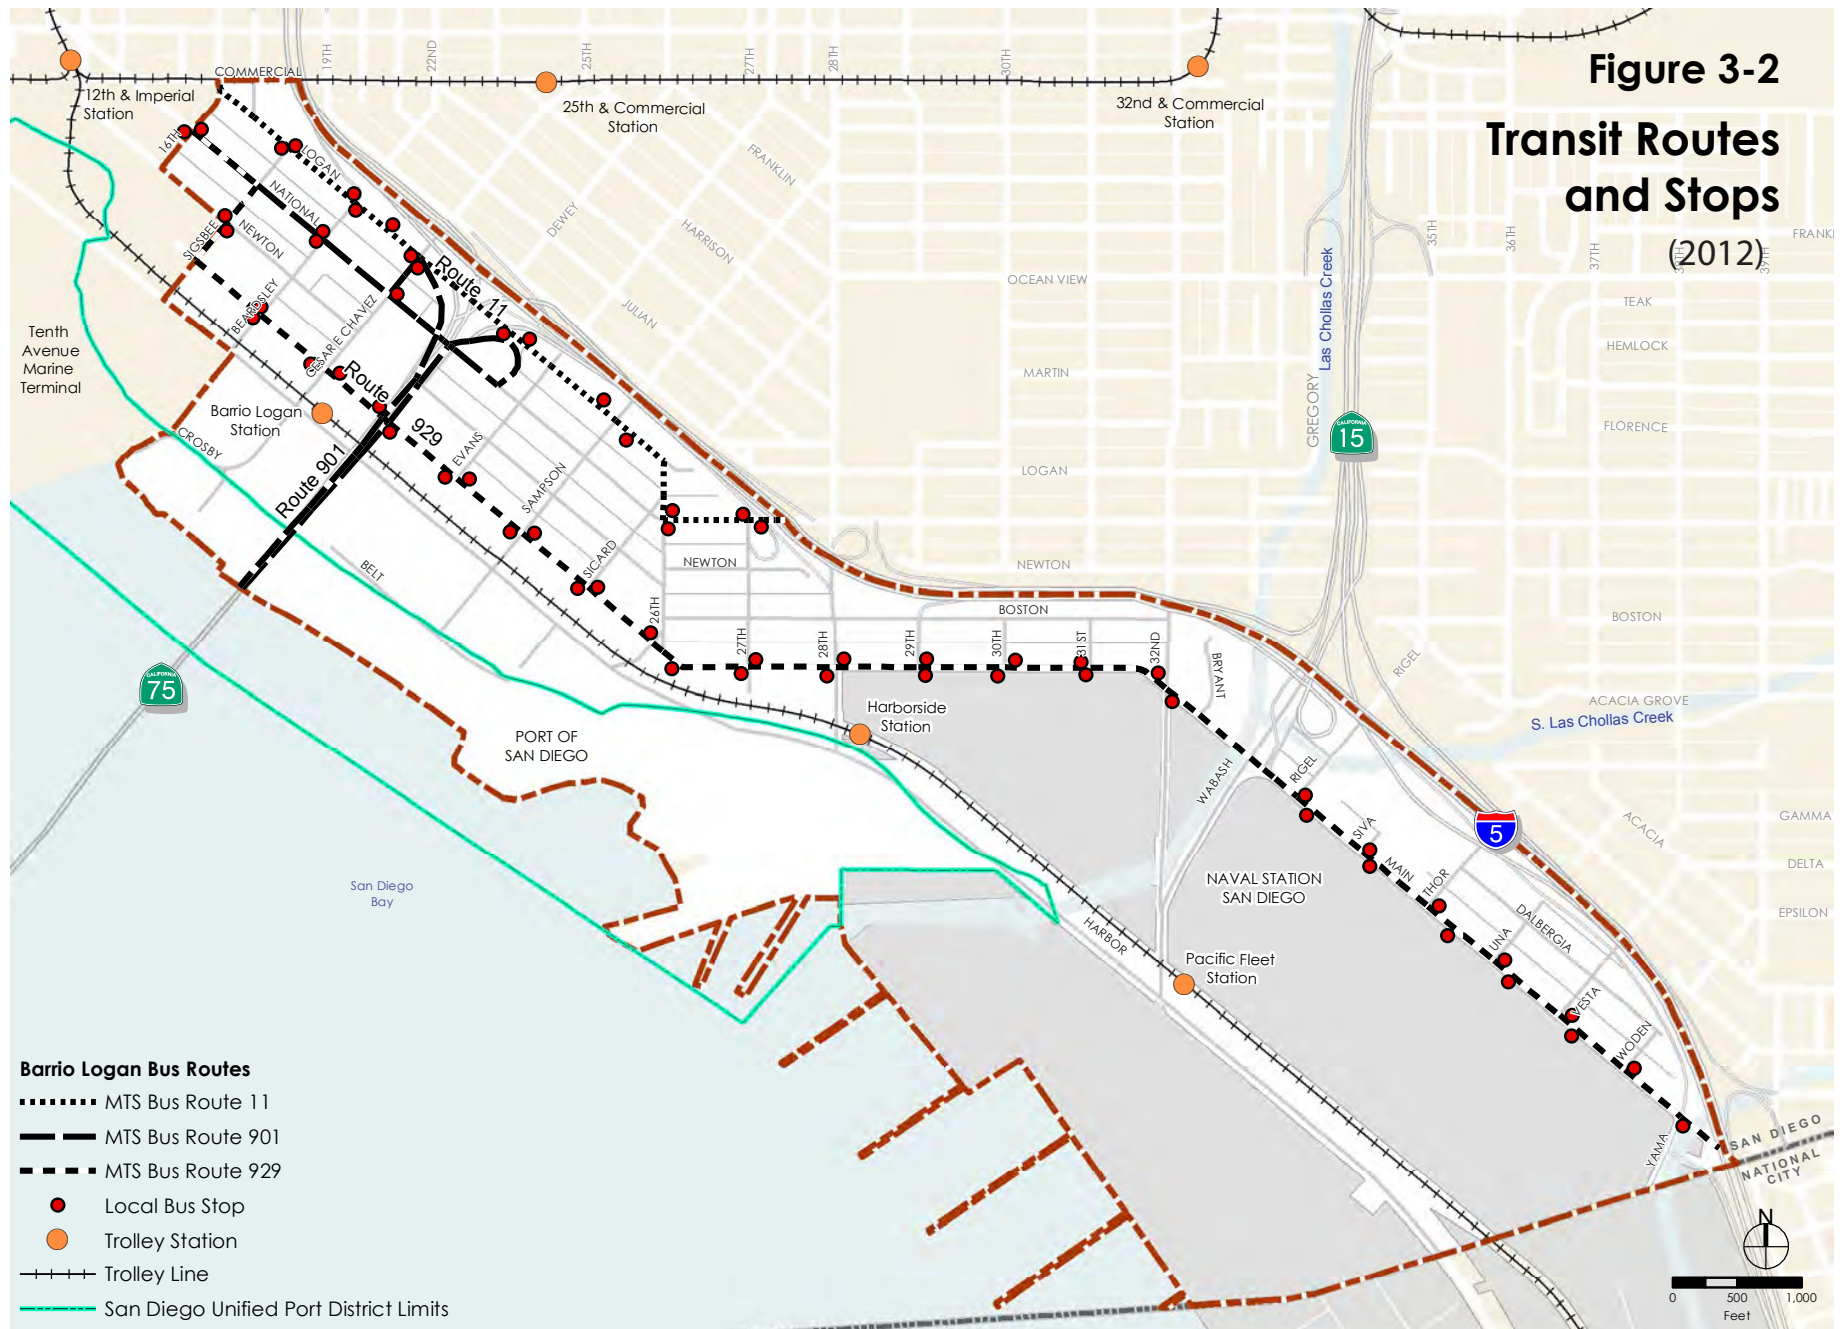 Figure 3-2
Transit Routes
and Stops
(2012)
COMMERCIAL
19TH
22ND
25TH
27TH
28TH
30TH
12th & Imperial
Station
25th & Commercial
Station
32nd & Commercial
Station
16TH
LOGAN
NATIONAL
NEWTON
SIGSBEE
BEARDSLEY
CESAR E CHAVEZ
Route 11
FRANKLIN
DEWEY
HARRISON
JULIAN
OCEAN VIEW
MARTIN
LOGAN
NEWTON
BOSTON
Las Chollas Creek
GREGORY
CALIFORNIA
15
35TH
36TH
37TH
39TH
TEAK
HEMLOCK
FLORENCE
BOSTON
ACACIA GROVE
S. Las Chollas Creek
RIGEL
ACACIA
GAMMA
DELTA
EPSILON
Tenth
Avenue
Marine
Terminal
Barrio Logan
Station
CROSBY
Route 929
Route 901
EVANS
SAMPSON
SICARD
BELT
NEWTON
26TH
27TH
28TH
29TH
30TH
31ST
32ND
BRYANT
CALIFORNIA
75
PORT OF
SAN DIEGO
Harborside
Station
WABASH
RIGEL
SIVA
MAIN
THOR
UNA
DALBERGIA
VESTA
WODEN
YAMA
5
San Diego
Bay
NAVAL STATION
SAN DIEGO
HARBOR
Pacific Fleet
Station
SAN DIEGO
NATIONAL
CITY
Barrio Logan Bus Routes
MTS Bus Route 11
MTS Bus Route 901
MTS Bus Route 929
Local Bus Stop
Trolley Station
Trolley Line
San Diego Unified Port District Limits
N
0 500 1,000
Feet